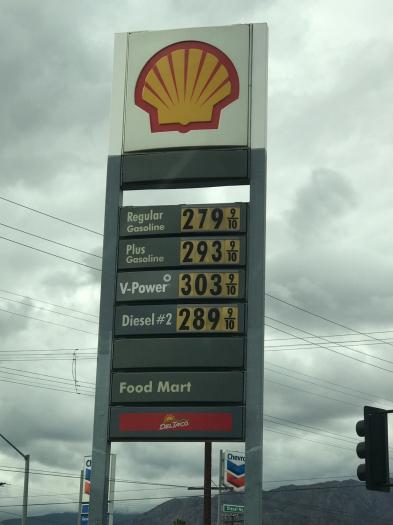 Regular
Gasoline
279 9/10
Plus
Gasoline
293 9/10
V-Power
303 9/10
Diesel #2
289 9/10
Food Mart
DEL TACO
Chevro